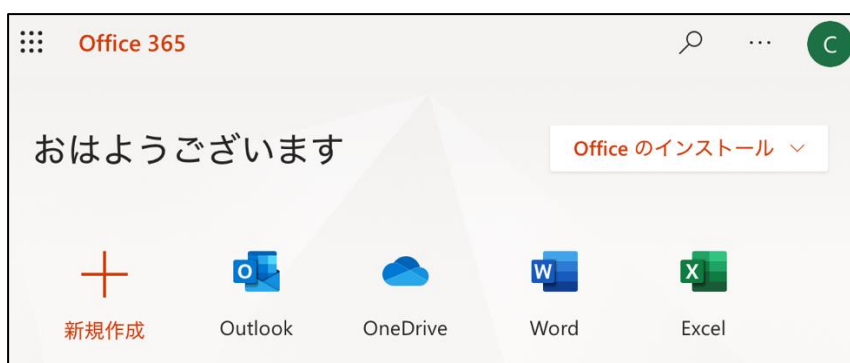 Office 365
C
おはようございます
Office のインストール
新規作成
Outlook
OneDrive
Word
Excel